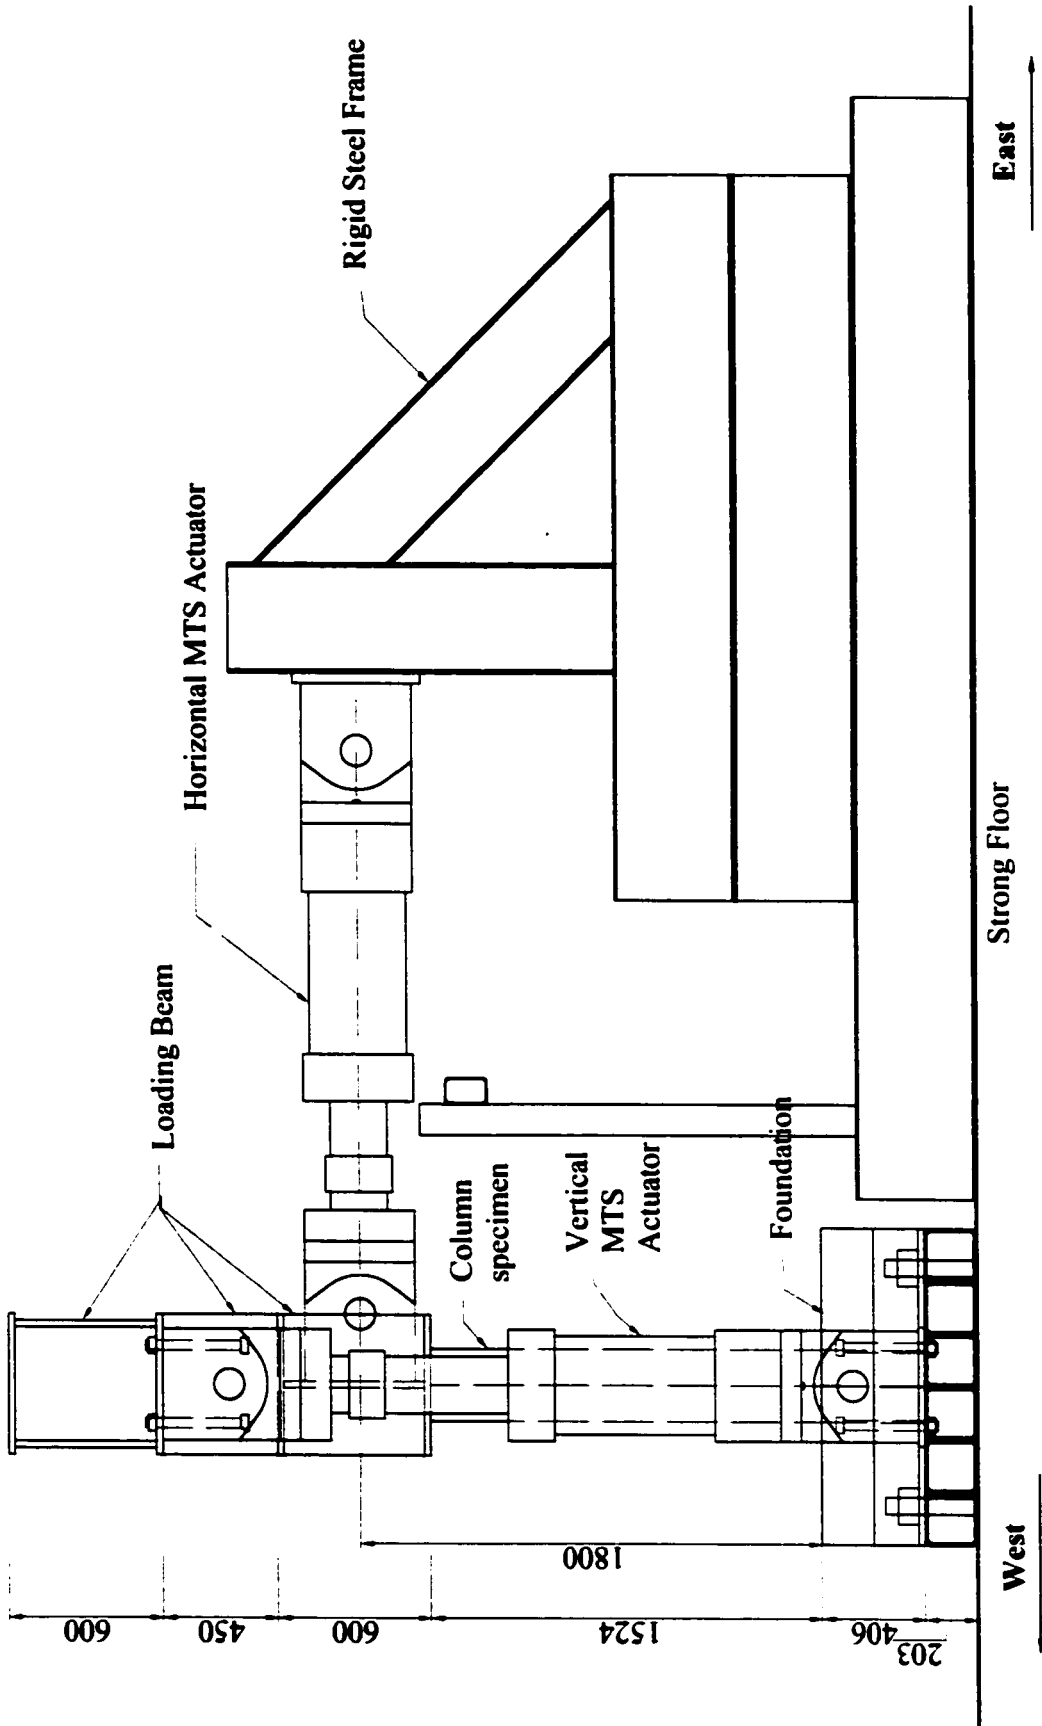 Rigid Steel Frame
Horizontal MTS Actuator
Loading Beam
Column
specimen
Vertical
MTS
Actuator
Foundation
600
450
600
1524
1800
406
203
Strong Floor
West
East